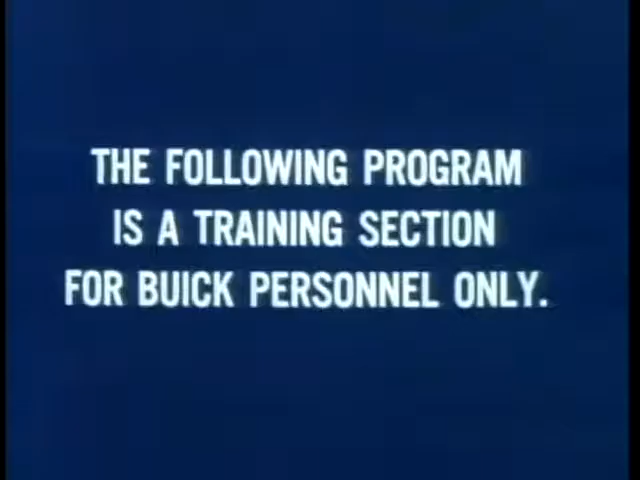 THE FOLLOWING PROGRAM
IS A TRAINING SECTION
FOR BUICK PERSONNEL ONLY.